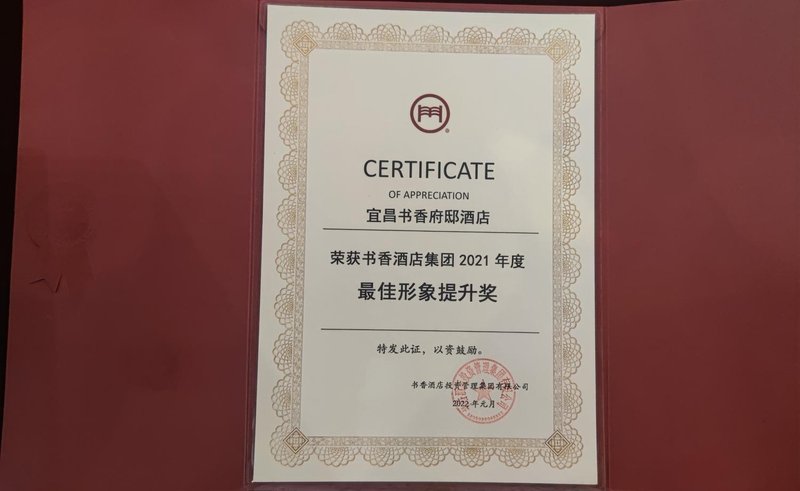 CERTIFICATE
OF APPRECIATION
宜昌书香府邸酒店
荣获书香酒店集团 2021 年度
最佳形象提升奖
特发此证，以资鼓励。
书香酒店投资管理集团有限公司
2022 年元月